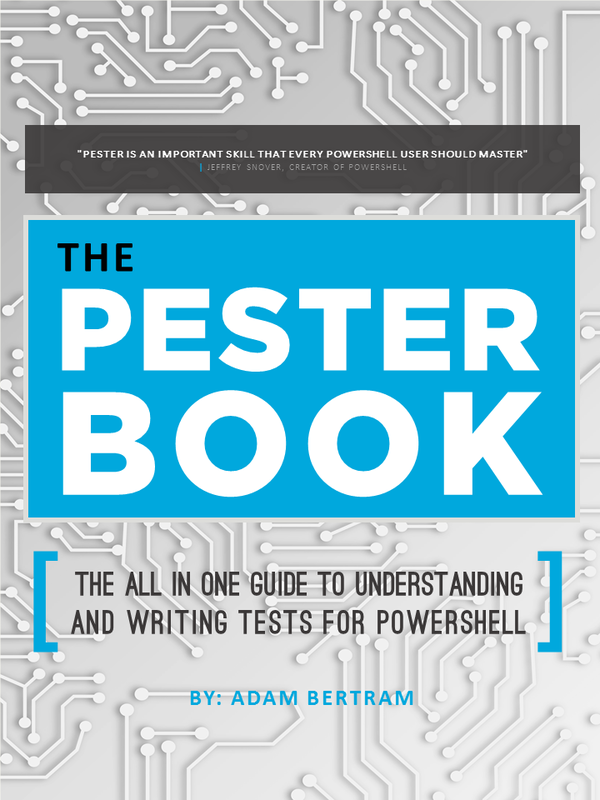 "PESTER IS AN IMPORTANT SKILL THAT EVERY POWERSHELL USER SHOULD MASTER"
| JEFFREY SNOVER, CREATOR OF POWERSHELL
THE
PESTER
BOOK
[ THE ALL IN ONE GUIDE TO UNDERSTANDING
AND WRITING TESTS FOR POWERSHELL ]
BY: ADAM BERTRAM